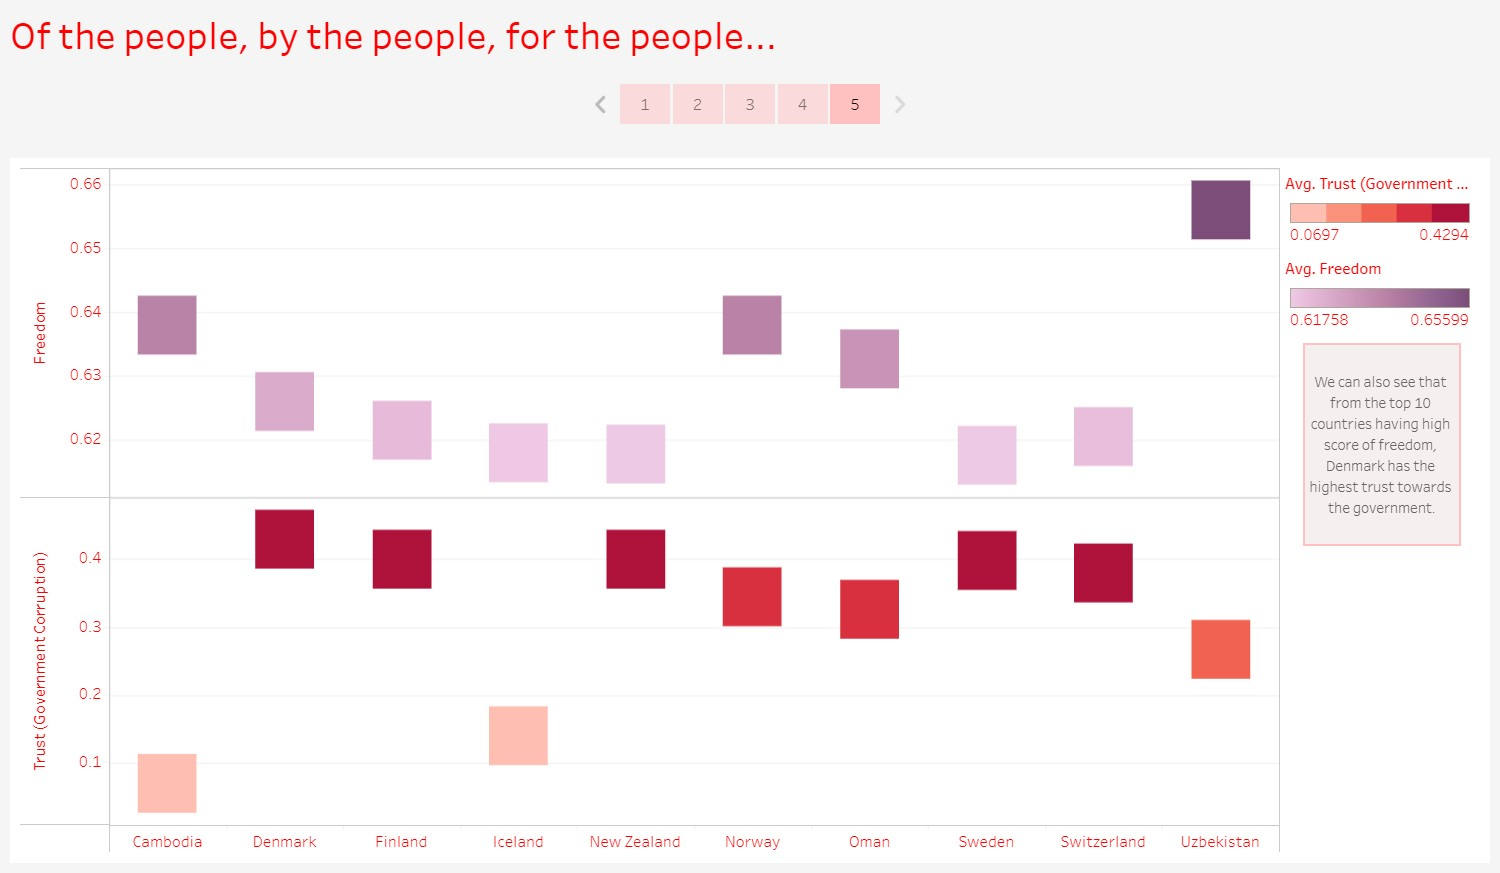 Of the people, by the people, for the people...
1 2 3 4 5
Freedom
0.66
0.65
0.64
0.63
0.62
Trust (Government Corruption)
0.4
0.3
0.2
0.1
Cambodia Denmark Finland Iceland New Zealand Norway Oman Sweden Switzerland Uzbekistan
Avg. Trust (Government ...
0.0697 0.4294
Avg. Freedom
0.61758 0.65599
We can also see that
from the top 10
countries having high
score of freedom,
Denmark has the
highest trust towards
the government.